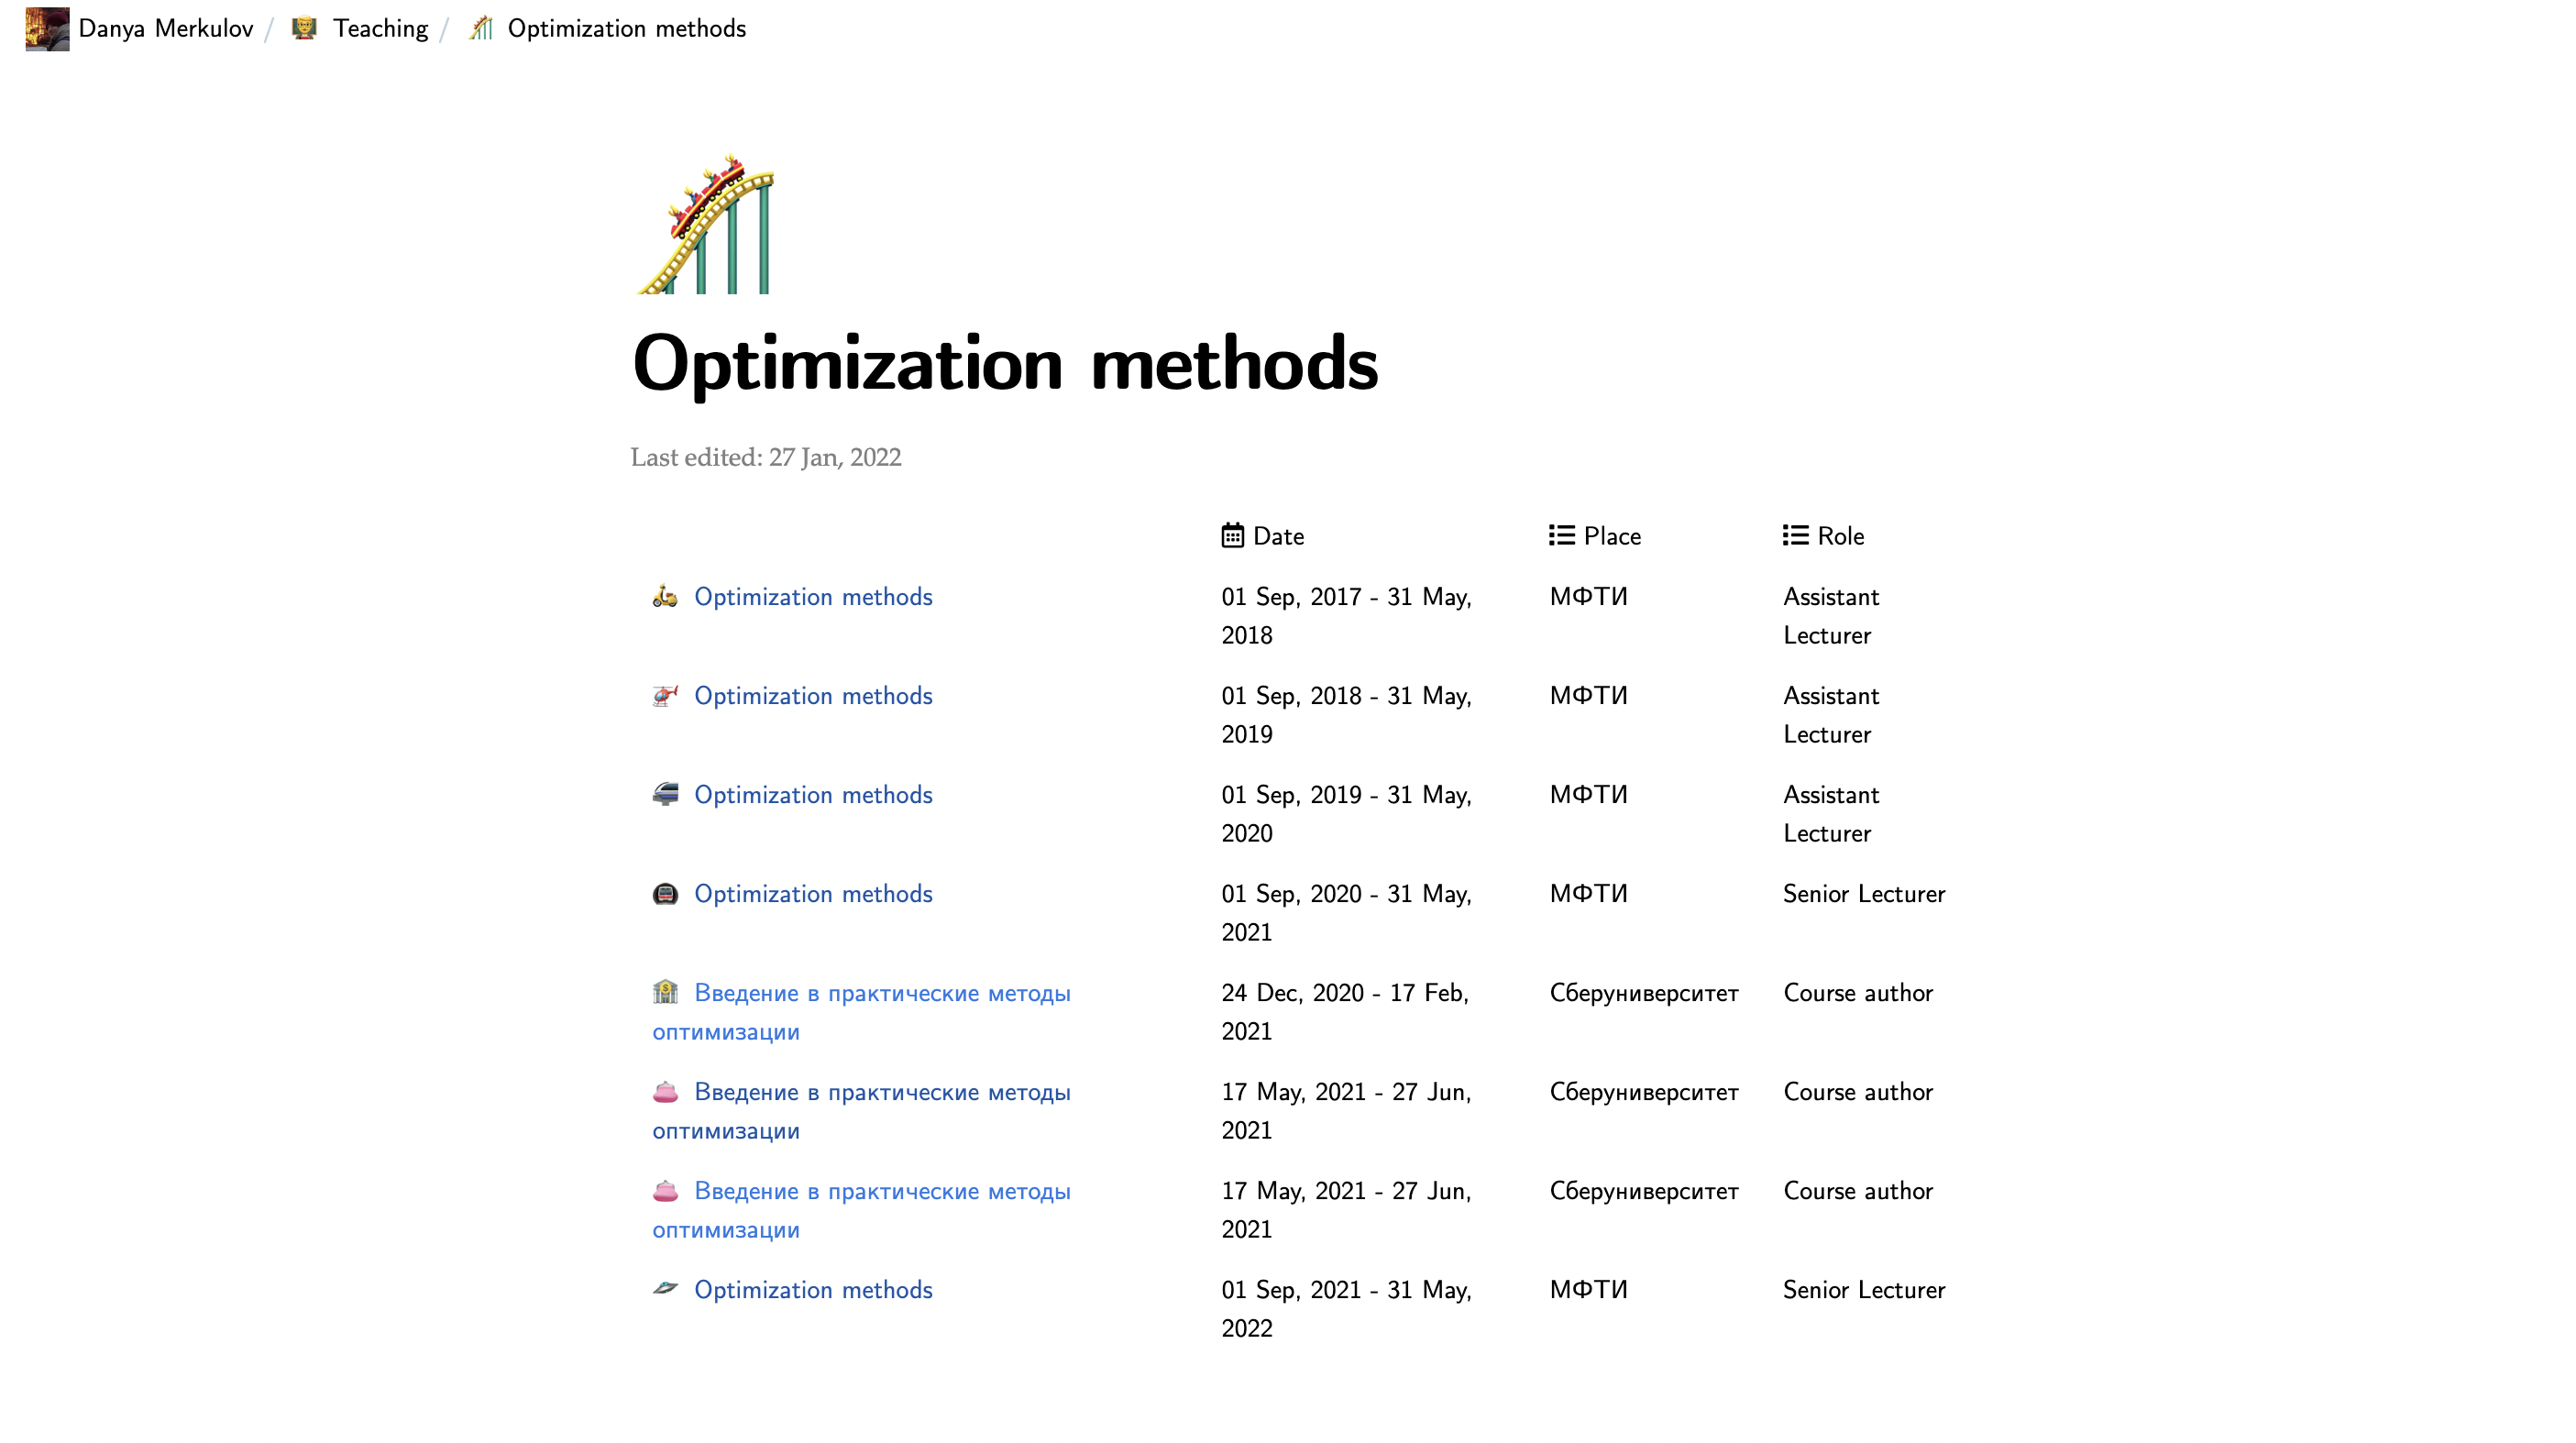 Danya Merkulov / Teaching / Optimization methods
Optimization methods
Last edited: 27 Jan, 2022
Date Place Role
Optimization methods 01 Sep, 2017 - 31 May, МФТИ Assistant
2018 Lecturer
Optimization methods 01 Sep, 2018 - 31 May, МФТИ Assistant
2019 Lecturer
Optimization methods 01 Sep, 2019 - 31 May, МФТИ Assistant
2020 Lecturer
Optimization methods 01 Sep, 2020 - 31 May, МФТИ Senior Lecturer
2021
Введение в практические методы 24 Dec, 2020 - 17 Feb, Сберуниверситет Course author
оптимизации 2021
Введение в практические методы 17 May, 2021 - 27 Jun, Сберуниверситет Course author
оптимизации 2021
Введение в практические методы 17 May, 2021 - 27 Jun, Сберуниверситет Course author
оптимизации 2021
Optimization methods 01 Sep, 2021 - 31 May, МФТИ Senior Lecturer
2022